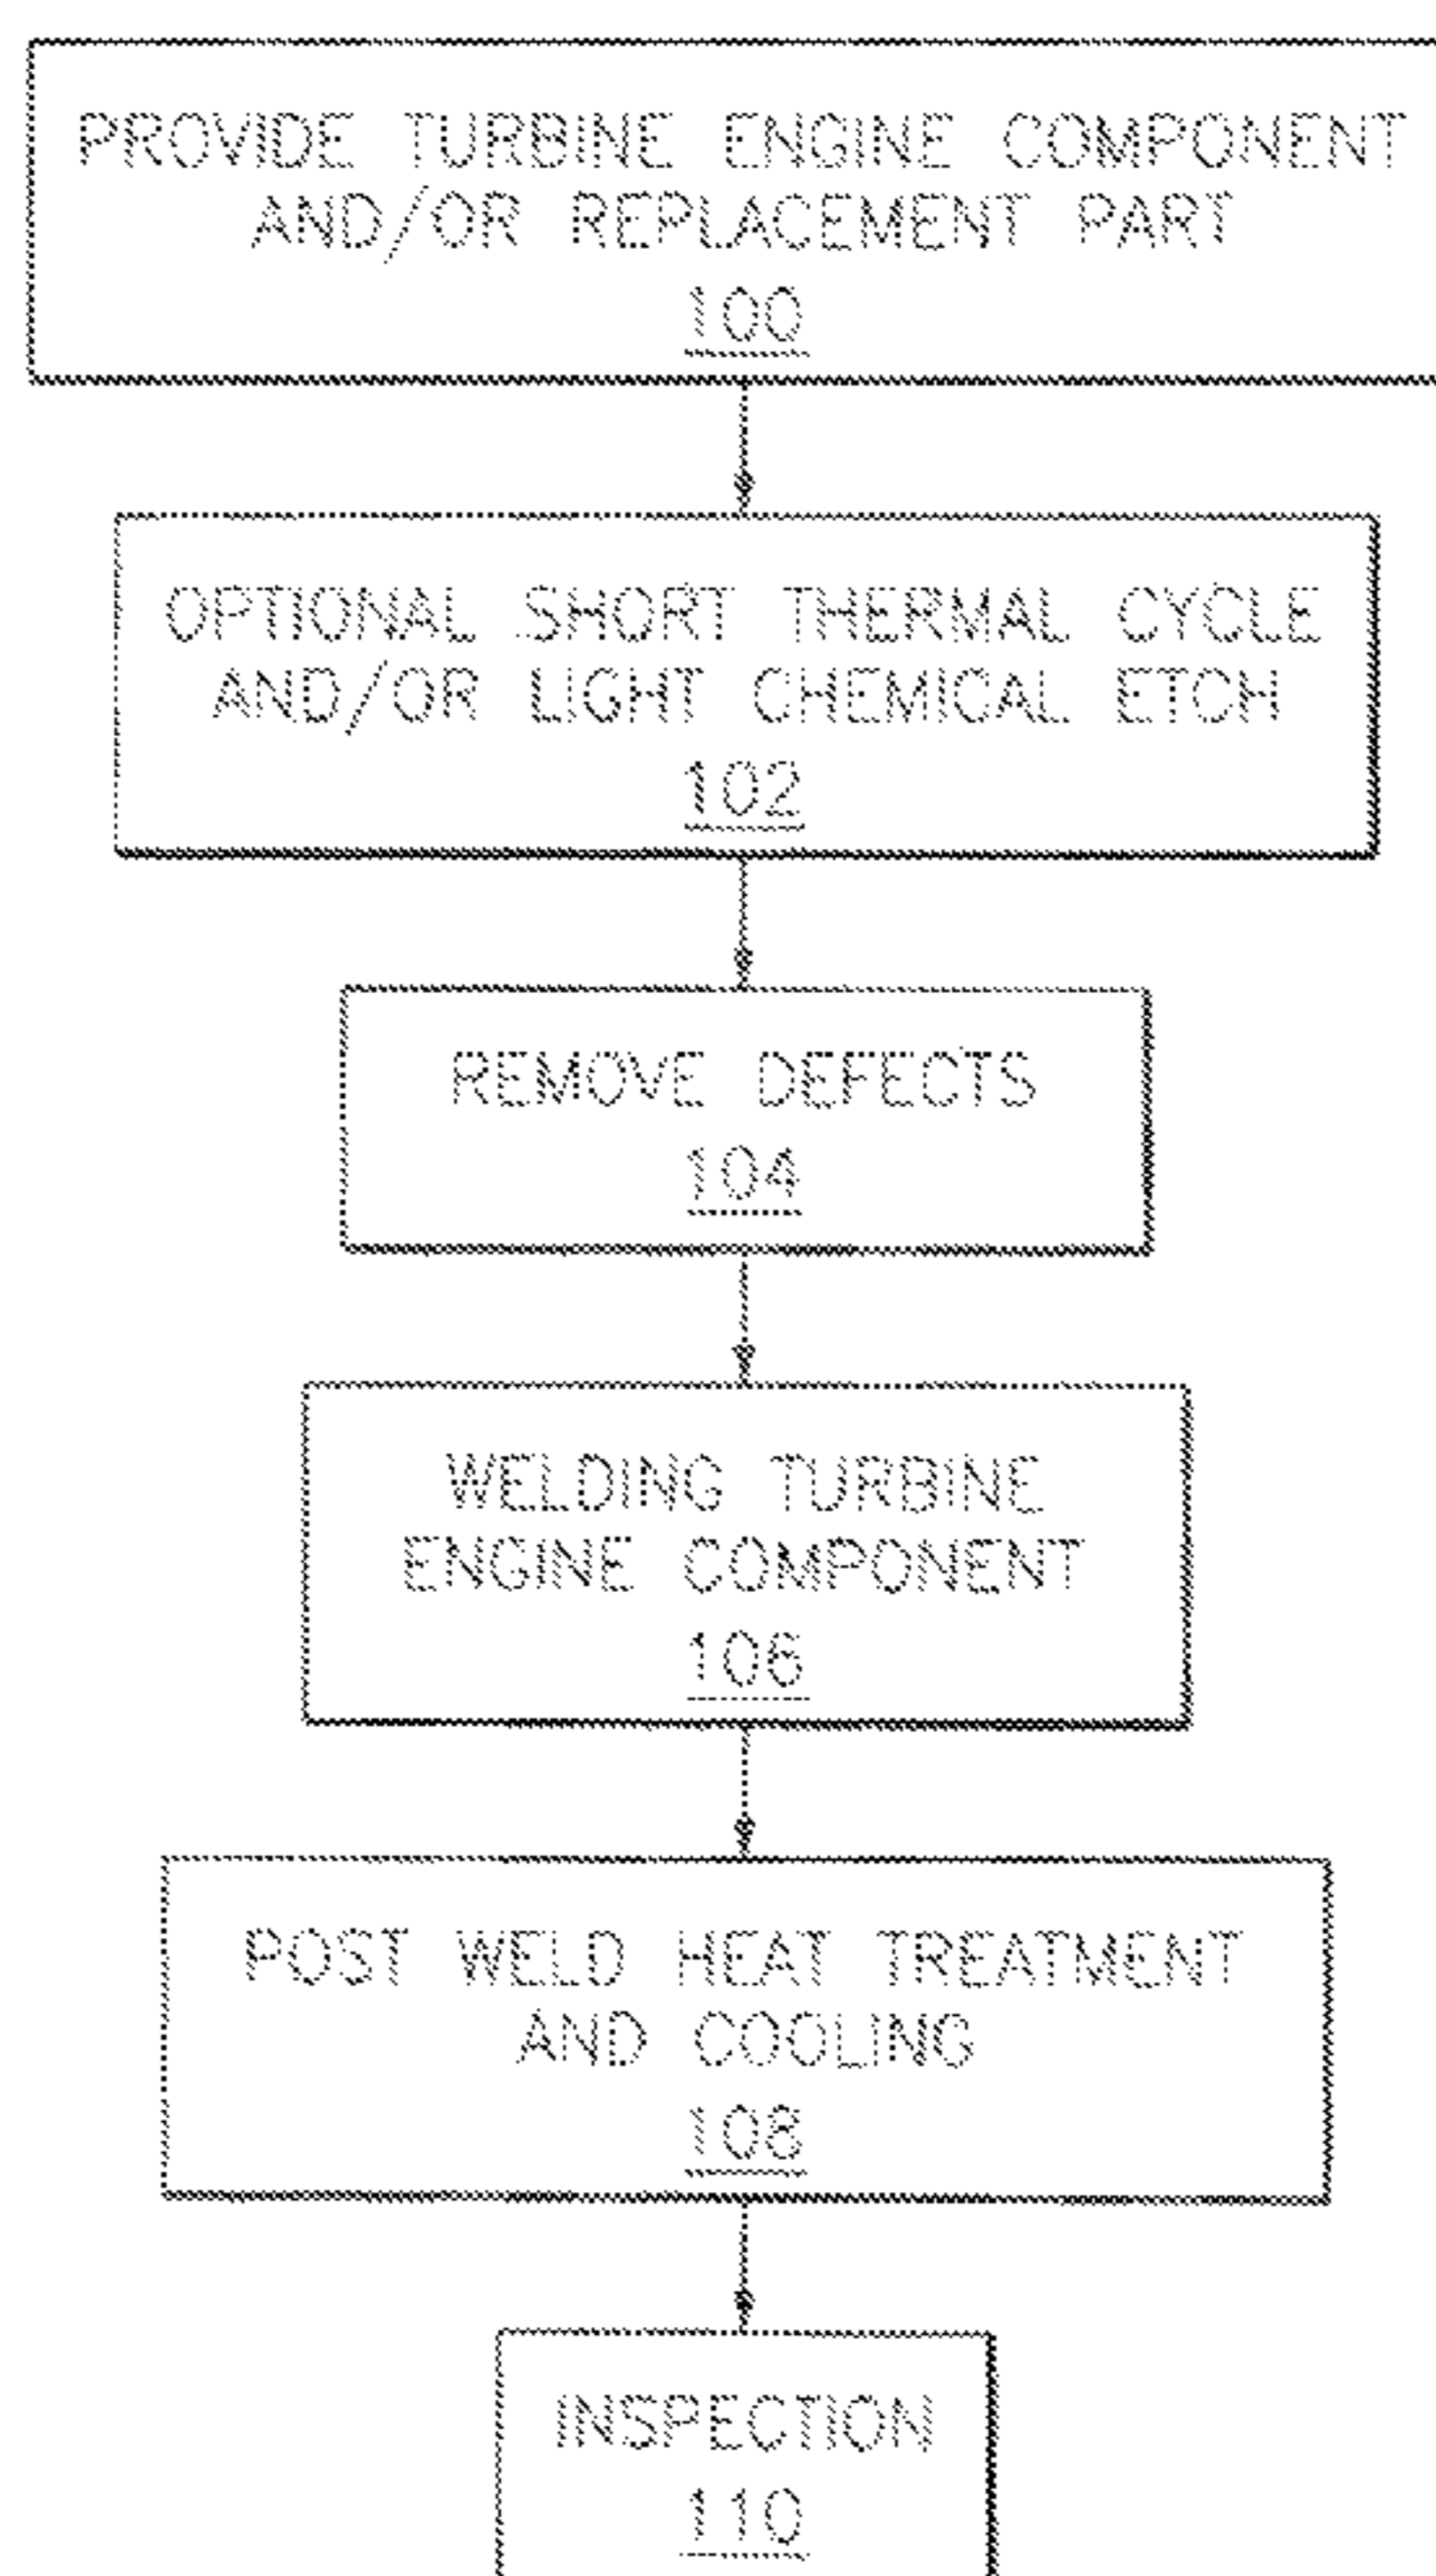 PROVIDE TURBINE ENGINE COMPONENT
AND/OR REPLACEMENT PART
100
OPTIONAL SHORT THERMAL CYCLE
AND/OR LIGHT CHEMICAL ETCH
102
REMOVE DEFECTS
104
WELDING TURBINE
ENGINE COMPONENT
106
POST WELD HEAT TREATMENT
AND COOLING
108
INSPECTION
110